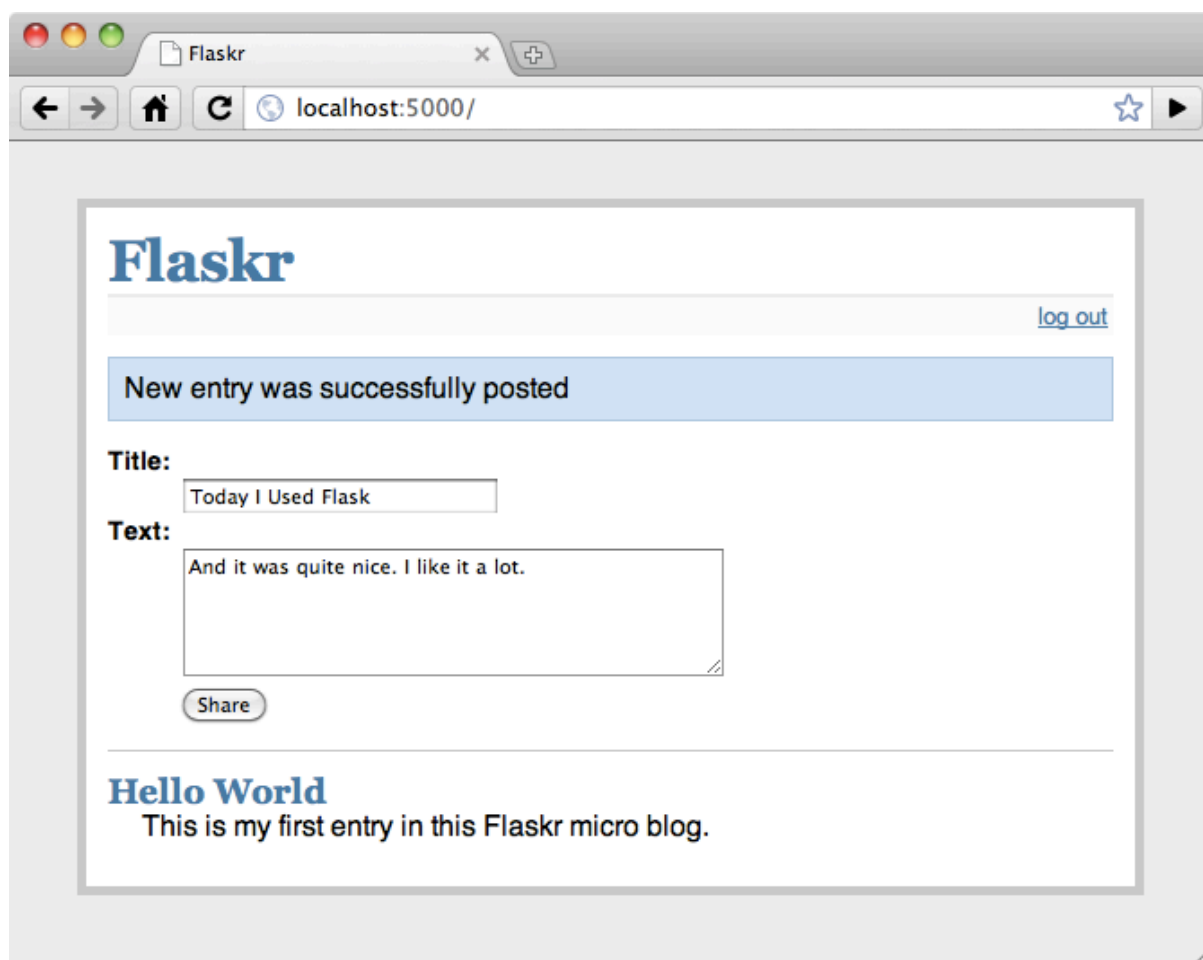 Flaskr
localhost:5000/
Flaskr
log out
New entry was successfully posted
Title:
Today I Used Flask
Text:
And it was quite nice. I like it a lot.
Share
Hello World
This is my first entry in this Flaskr micro blog.